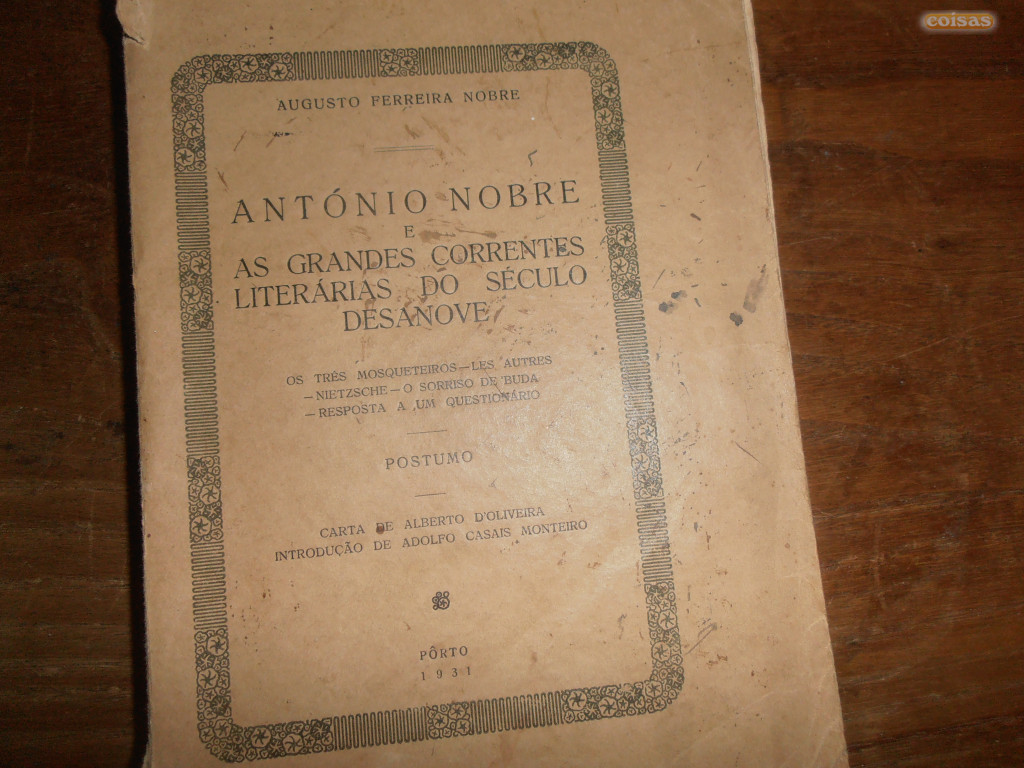 coisas
AUGUSTO FERREIRA NOBRE
ANTÓNIO NOBRE
E
AS GRANDES CORRENTES
LITERÁRIAS DO SÉCULO
DESANOVE
OS TRÊS MOSQUETEIROS — LES AUTRES
— NIETZSCHE — O SORRISO DE BUDA
— RESPOSTA A UM QUESTIONÁRIO
POSTUMO
CARTA DE ALBERTO D'OLIVEIRA
INTRODUÇÃO DE ADOLFO CASAIS MONTEIRO
PÔRTO
1931